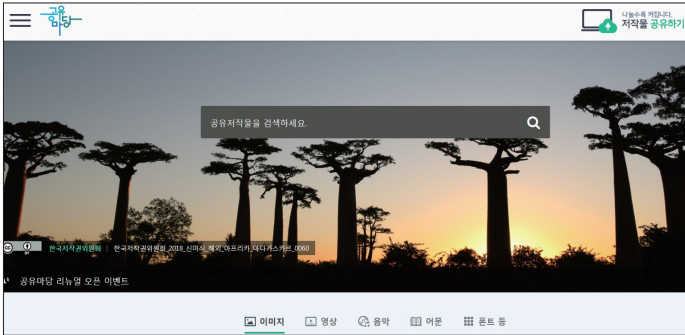 공유마당
나눌수록 커집니다.
저작물 공유하기
공유저작물을 검색하세요.
cc BY 한국저작권위원회 | 한국저작권위원회_2018_신미식_해외_아프리카_마다가스카르_0060
공유마당 리뉴얼 오픈 이벤트
이미지 영상 음악 어문 폰트 등